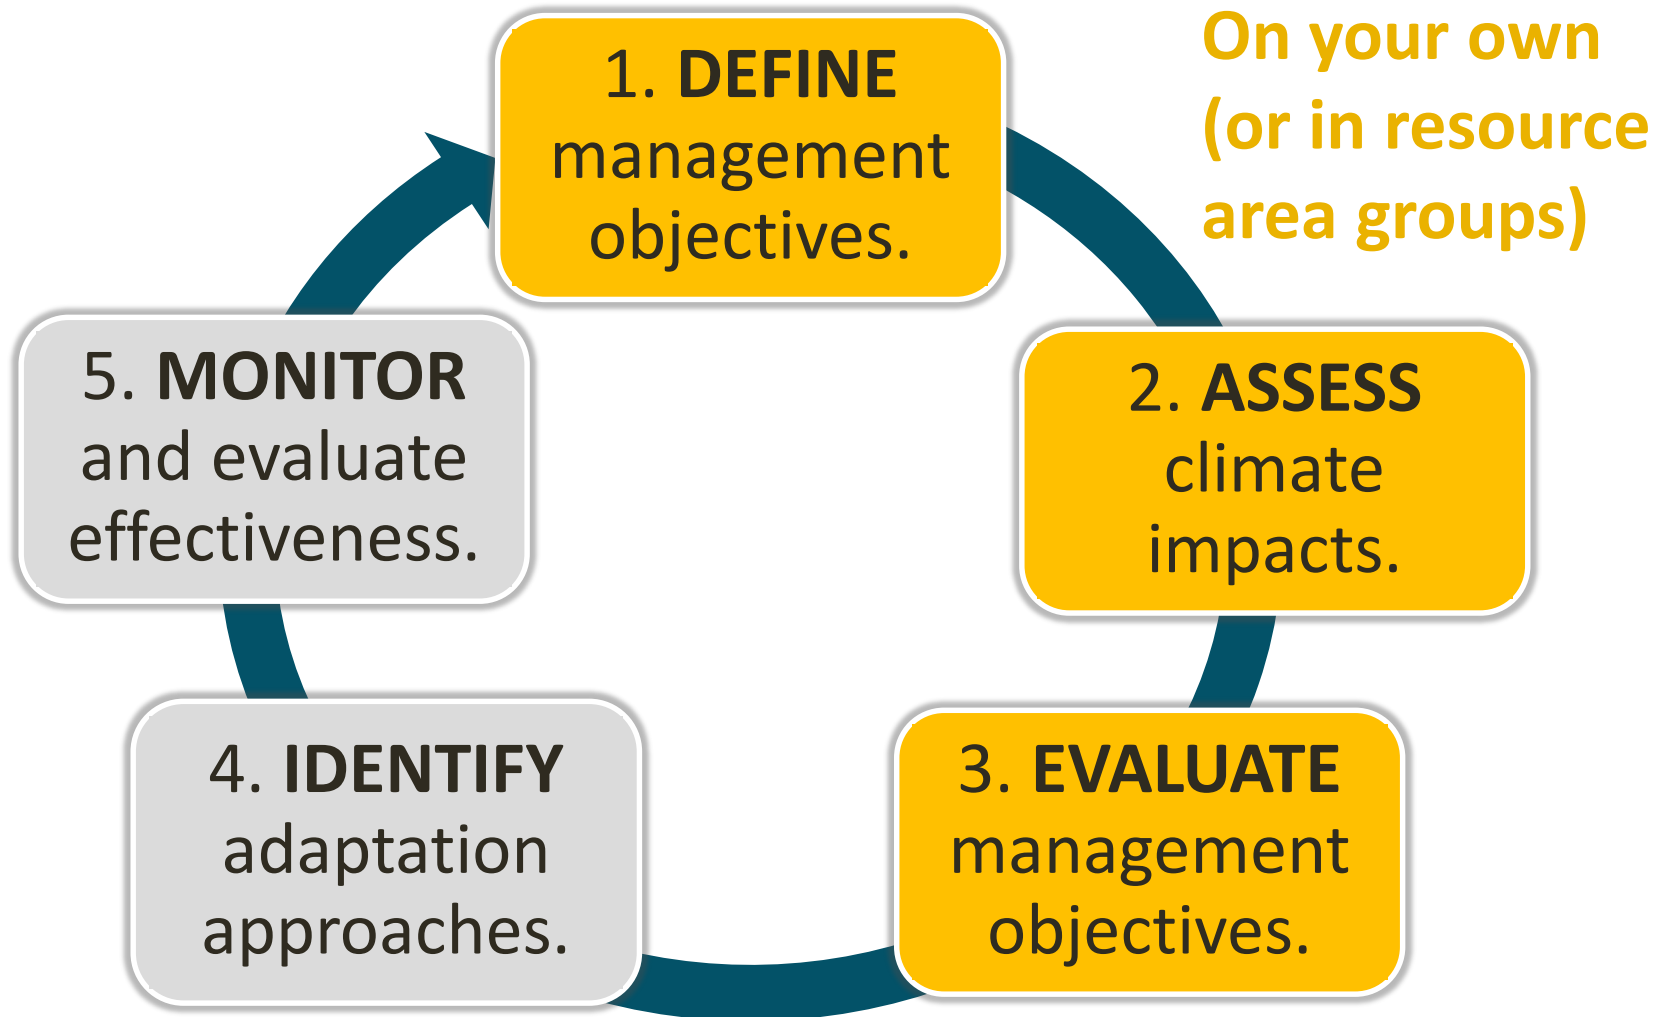 1. DEFINE
management
objectives.
On your own
(or in resource
area groups)
2. ASSESS
climate
impacts.
3. EVALUATE
management
objectives.
4. IDENTIFY
adaptation
approaches.
5. MONITOR
and evaluate
effectiveness.